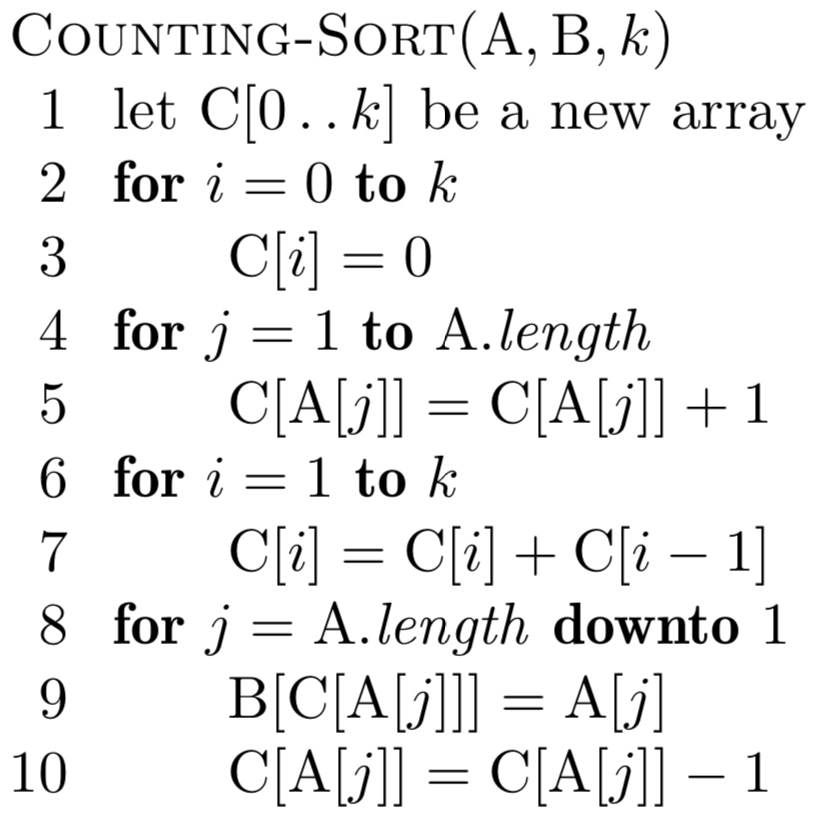 COUNTING-SORT(A, B, k)
1 let C[0 . . k] be a new array
2 for i = 0 to k
3 C[i] = 0
4 for j = 1 to A.length
5 C[A[j]] = C[A[j]] + 1
6 for i = 1 to k
7 C[i] = C[i] + C[i − 1]
8 for j = A.length downto 1
9 B[C[A[j]]] = A[j]
10 C[A[j]] = C[A[j]] − 1